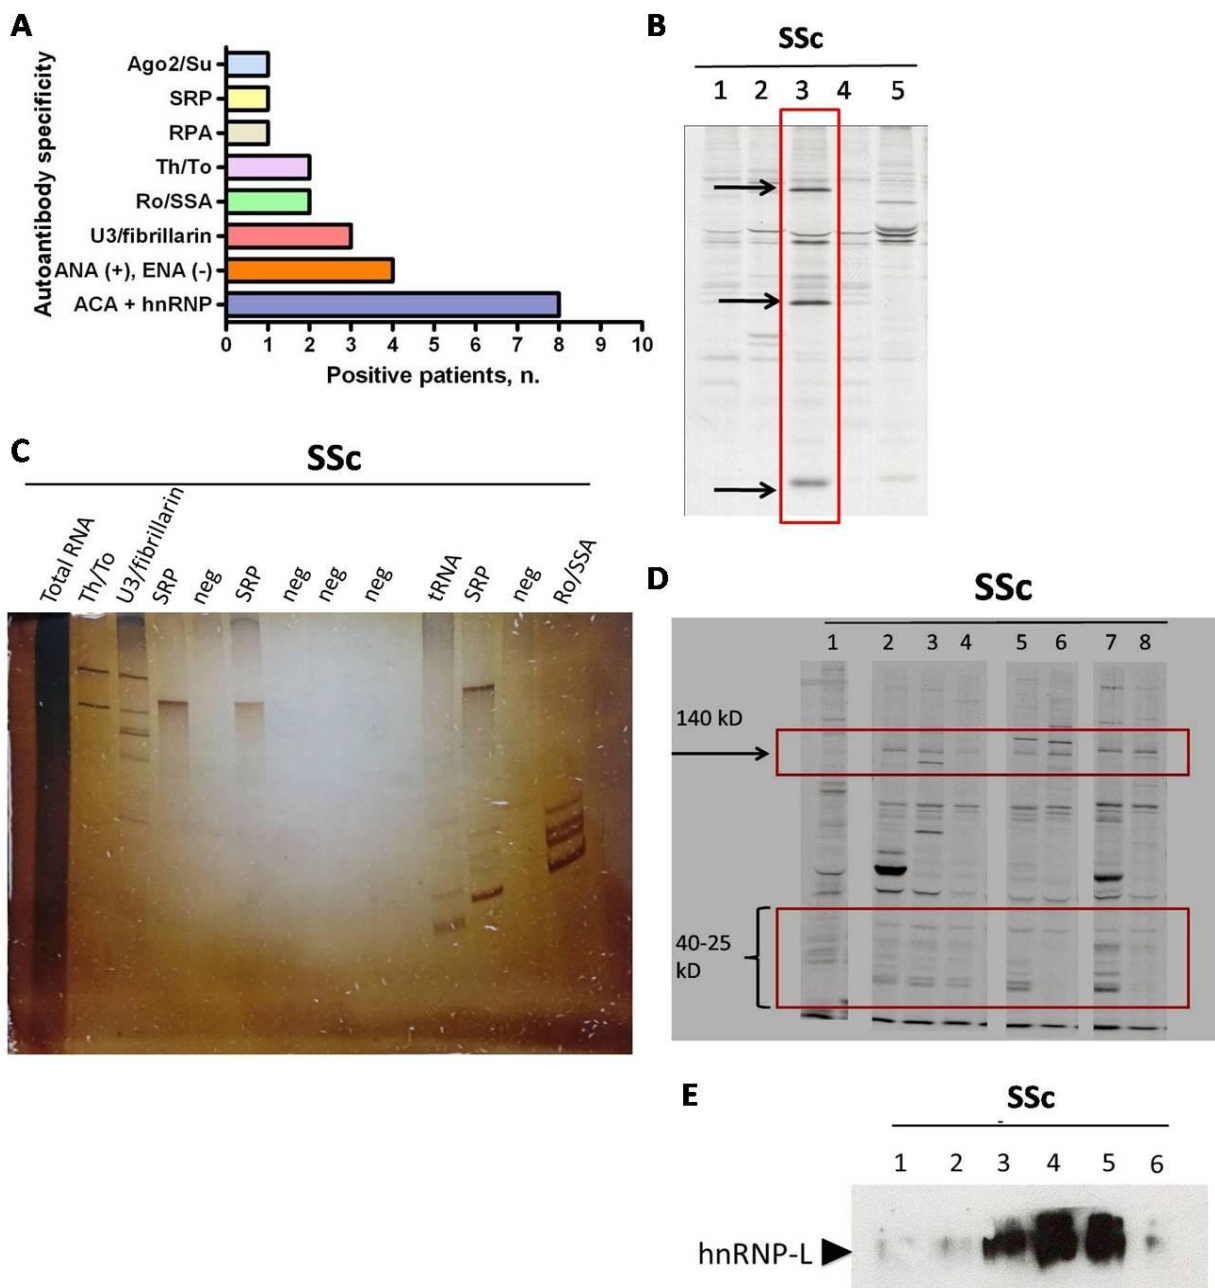 A
Autoantibody specificity
Ago2/Su
SRP
RPA
Th/To
Ro/SSA
U3/fibrillarin
ANA (+), ENA (-)
ACA + hnRNP
0 1 2 3 4 5 6 7 8 9 10
Positive patients, n.
B
SSc
1 2 3 4 5
C
SSc
Total RNA Th/To U3/fibrillarin SRP neg SRP neg neg neg tRNA SRP neg Ro/SSA
D
SSc
1 2 3 4 5 6 7 8
140 kD
40-25
kD
E
SSc
1 2 3 4 5 6
hnRNP-L